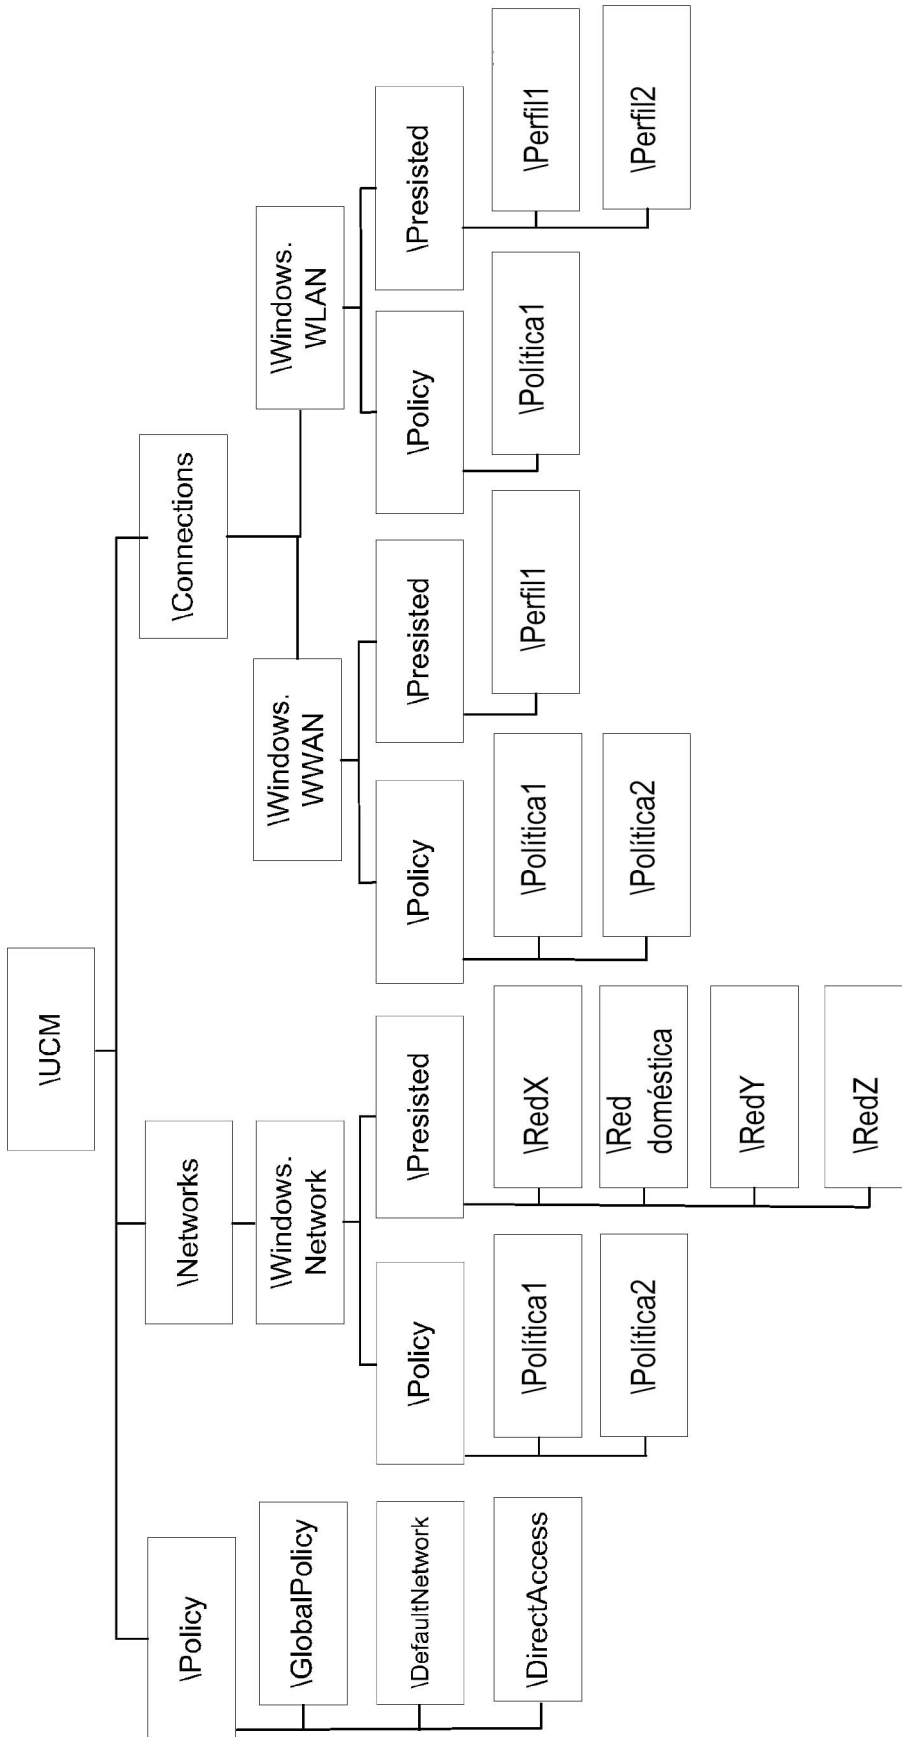 \UCM
\Policy
\Networks
\Connections
\GlobalPolicy
\Windows.
Network
\Windows.
WWAN
\Windows.
WLAN
\DefaultNetwork
\Policy
\Presisted
\Policy
\Presisted
\Policy
\Presisted
\DirectAccess
\Política1
\RedX
\Política1
\Perfil1
\Política1
\Perfil1
\Política2
\Red
doméstica
\Política2
\Perfil2
\RedY
\RedZ